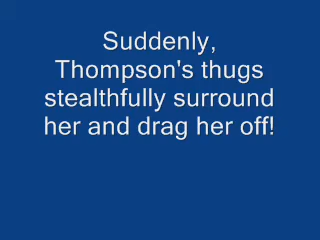 Suddenly,
Thompson's thugs
stealthfully surround
her and drag her off!